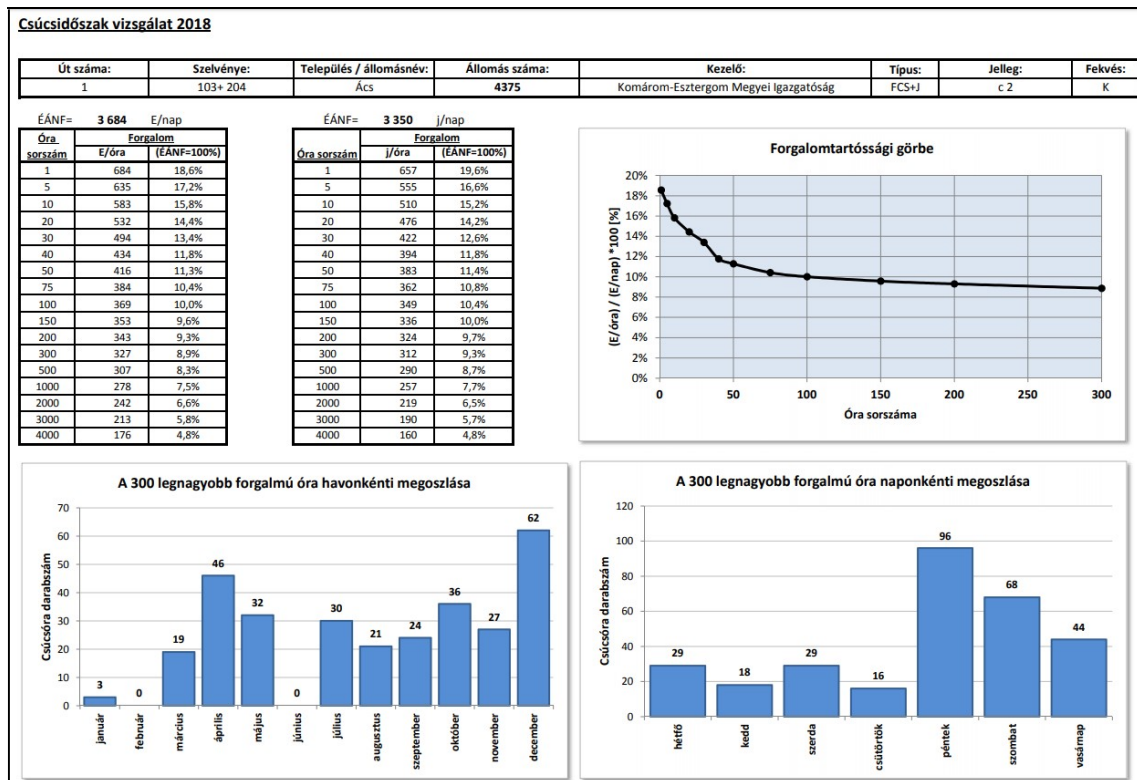 Csúcsidőszak vizsgálat 2018
Út száma: Szelvénye: Település / állomásnév: Állomás száma: Kezelő: Típus: Jelleg: Fekvés:
1 103+ 204 Ács 4375 Komárom-Esztergom Megyei Igazgatóság FCS+J c 2 K
ÉÁNF= 3 684 E/nap
Óra sorszám Forgalom
E/óra (ÉÁNF=100%)
1 684 18,6%
5 635 17,2%
10 583 15,8%
20 532 14,4%
30 494 13,4%
40 434 11,8%
50 416 11,3%
75 384 10,4%
100 369 10,0%
150 353 9,6%
200 343 9,3%
300 327 8,9%
500 307 8,3%
1000 278 7,5%
2000 242 6,6%
3000 213 5,8%
4000 176 4,8%
ÉÁNF= 3 350 j/nap
Forgalom
Óra sorszám j/óra (ÉÁNF=100%)
1 657 19,6%
5 555 16,6%
10 510 15,2%
20 476 14,2%
30 422 12,6%
40 394 11,8%
50 383 11,4%
75 362 10,8%
100 349 10,4%
150 336 10,0%
200 324 9,7%
300 312 9,3%
500 290 8,7%
1000 257 7,7%
2000 219 6,5%
3000 190 5,7%
4000 160 4,8%
Forgalomtartóssági görbe
(E/óra) / (E/nap) *100 [%]
20%
18%
16%
14%
12%
10%
8%
6%
4%
2%
0%
0 50 100 150 200 250 300
Óra sorszáma
A 300 legnagyobb forgalmú óra havonkénti megoszlása
Csúcsóra darabszám
70
60
50
40
30
20
10
0
3 0 19 46 32 0 30 21 24 36 27 62
január február március április május június július augusztus szeptember október november december
A 300 legnagyobb forgalmú óra naponkénti megoszlása
Csúcsóra darabszám
120
100
80
60
40
20
0
29 18 29 16 96 68 44
hétfő kedd szerda csütörtök péntek szombat vasárnap